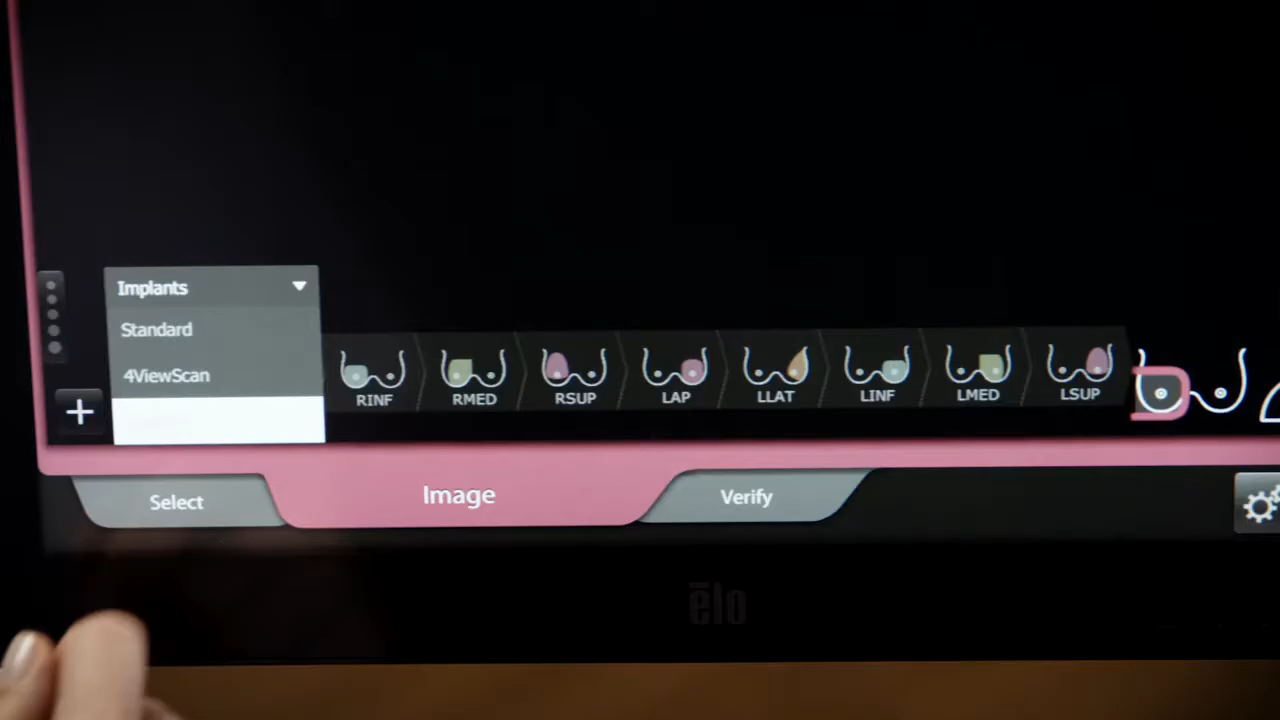 Implants
Standard
4ViewScan
RINF
RMED
RSUP
LAP
LLAT
LINF
LMED
LSUP
Select
Image
Verify
elo